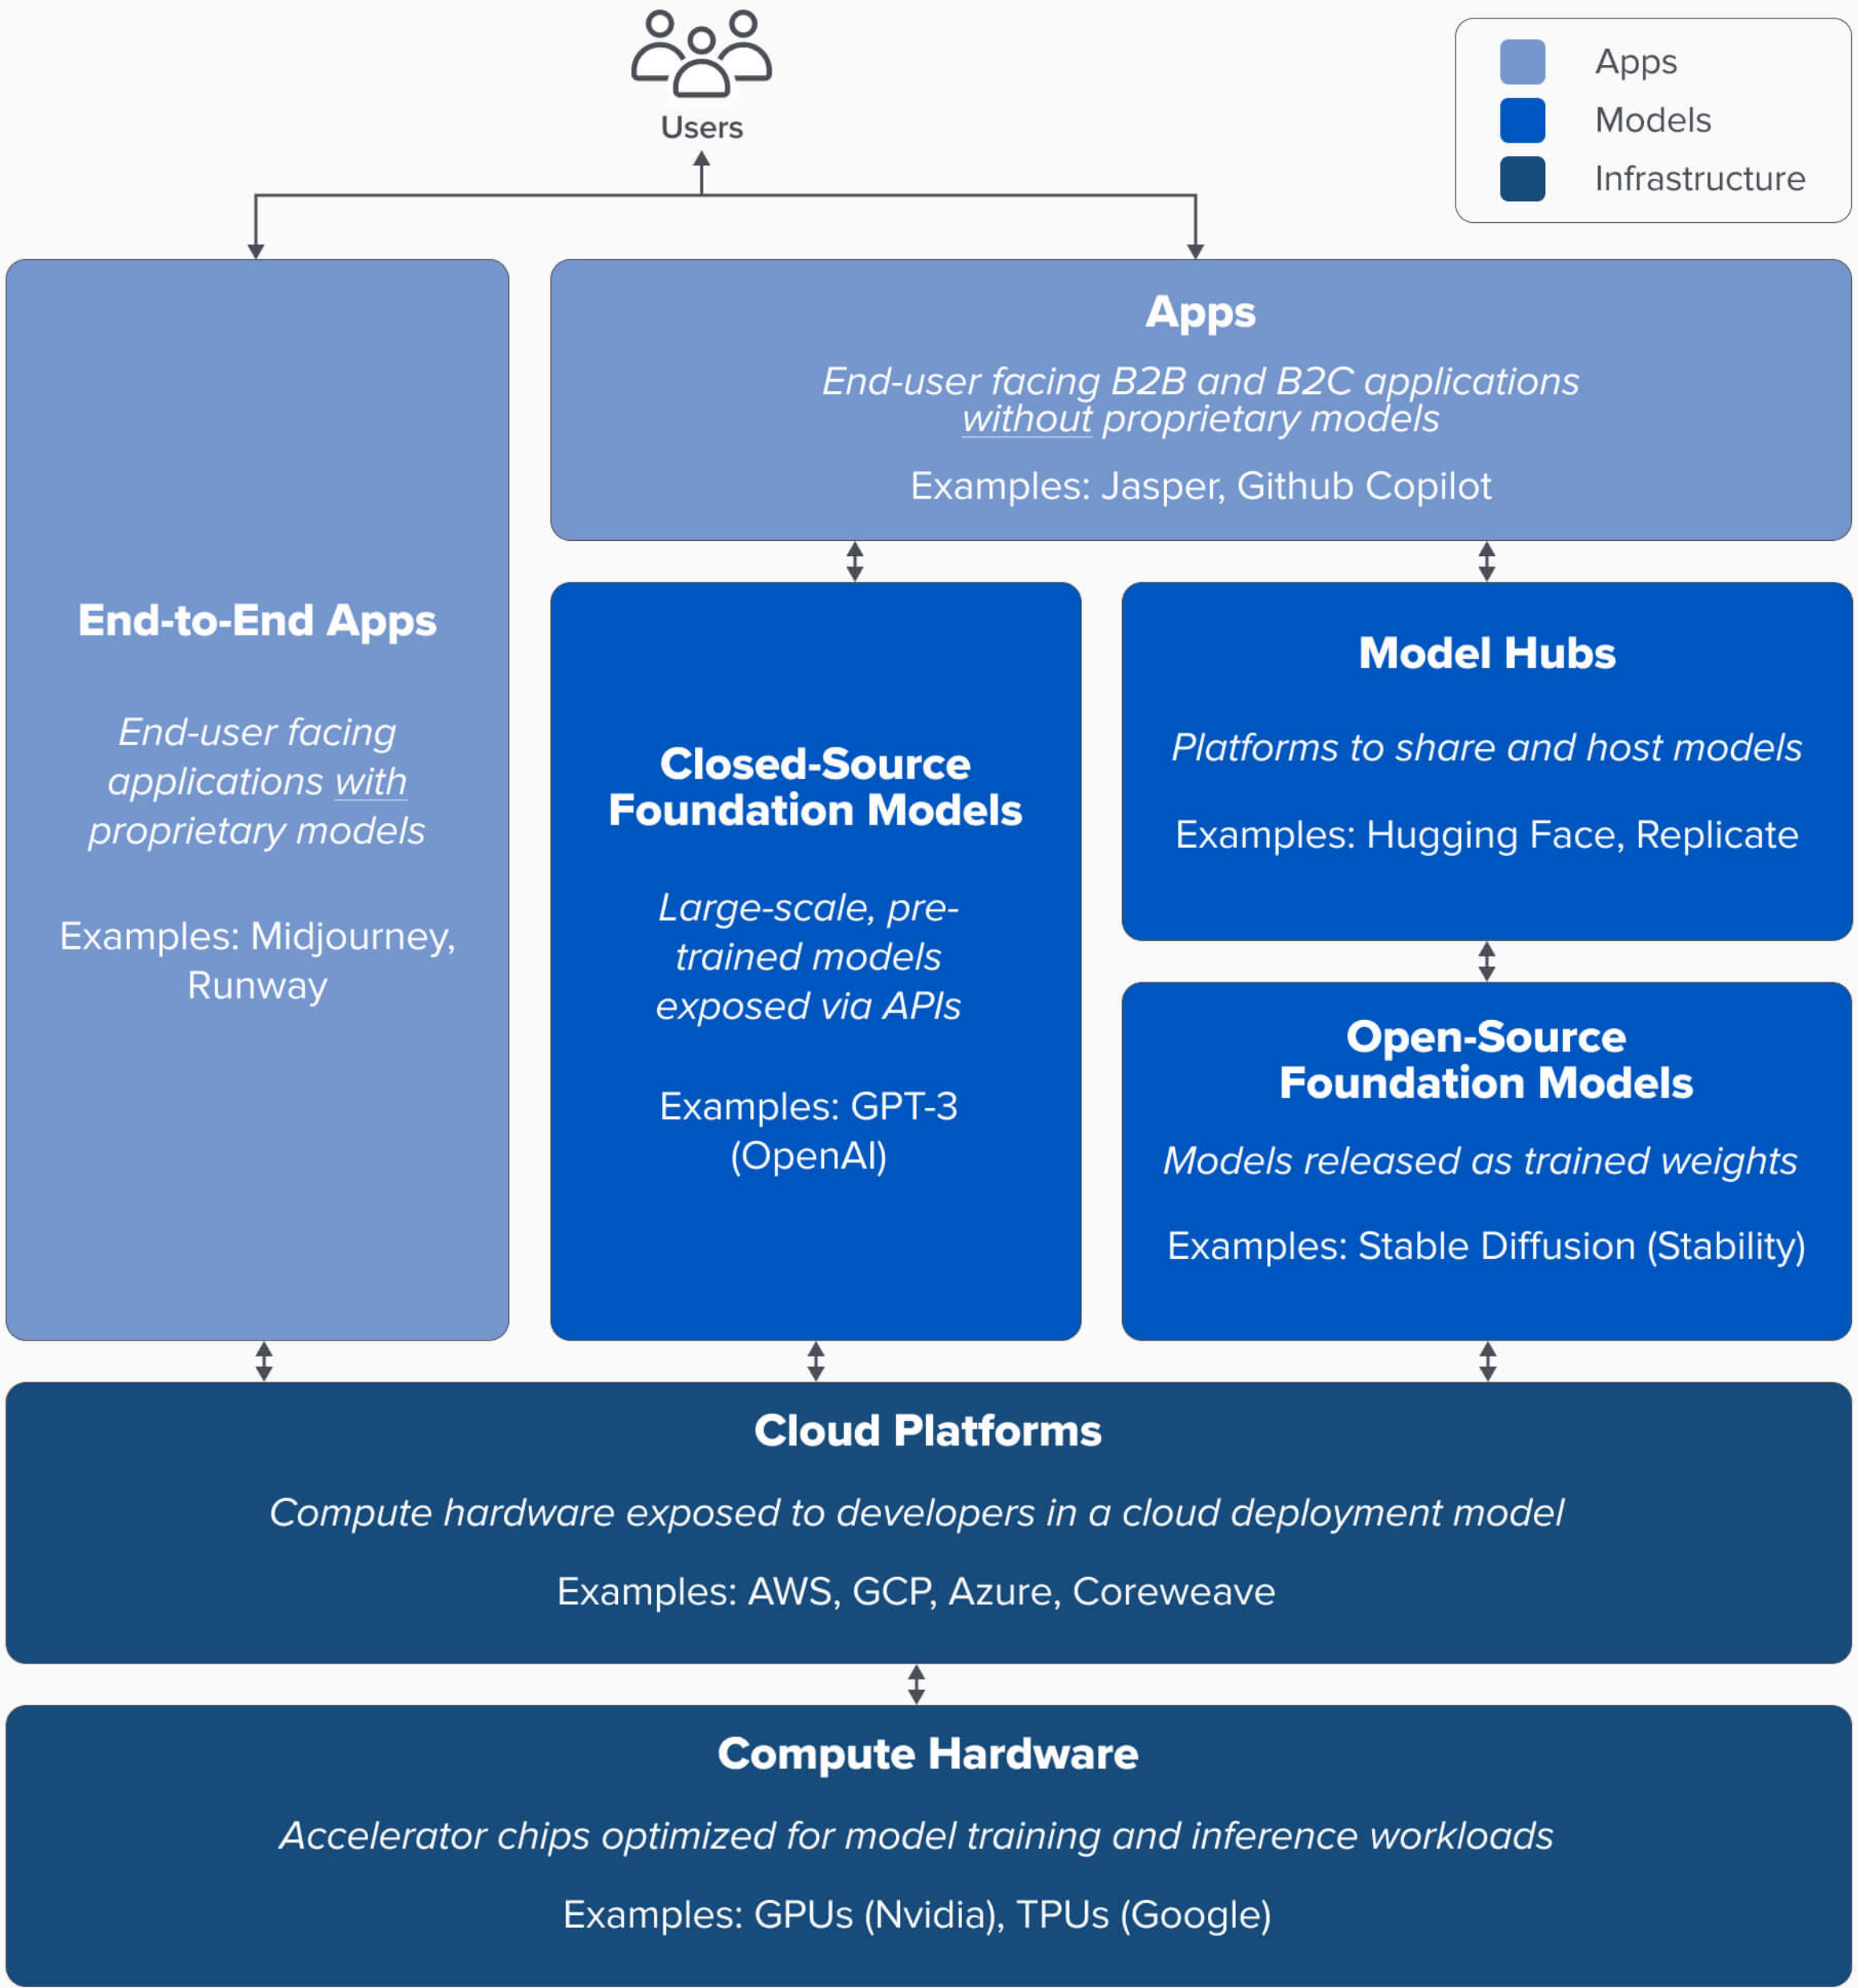 Users
Apps
Models
Infrastructure
End-to-End Apps
End-user facing
applications with
proprietary models
Examples: Midjourney,
Runway
Apps
End-user facing B2B and B2C applications
without proprietary models
Examples: Jasper, Github Copilot
Closed-Source
Foundation Models
Large-scale, pre-
trained models
exposed via APIs
Examples: GPT-3
(OpenAI)
Model Hubs
Platforms to share and host models
Examples: Hugging Face, Replicate
Open-Source
Foundation Models
Models released as trained weights
Examples: Stable Diffusion (Stability)
Cloud Platforms
Compute hardware exposed to developers in a cloud deployment model
Examples: AWS, GCP, Azure, Coreweave
Compute Hardware
Accelerator chips optimized for model training and inference workloads
Examples: GPUs (Nvidia), TPUs (Google)